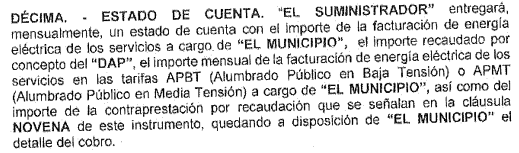 DÉCIMA. - ESTADO DE CUENTA. "EL SUMINISTRADOR" entregará,
mensualmente, un estado de cuenta con el importe de la facturación de energía
eléctrica de los servicios a cargo de "EL MUNICIPIO", el importe recaudado por
concepto del "DAP", el importe mensual de la facturación de energía eléctrica de los
servicios en las tarifas APBT (Alumbrado Público en Baja Tensión) o APMT
(Alumbrado Público en Media Tensión) a cargo de "EL MUNICIPIO", así como del
importe de la contraprestación por recaudación que se señalan en la cláusula
NOVENA de este instrumento, quedando a disposición de "EL MUNICIPIO" el
detalle del cobro.